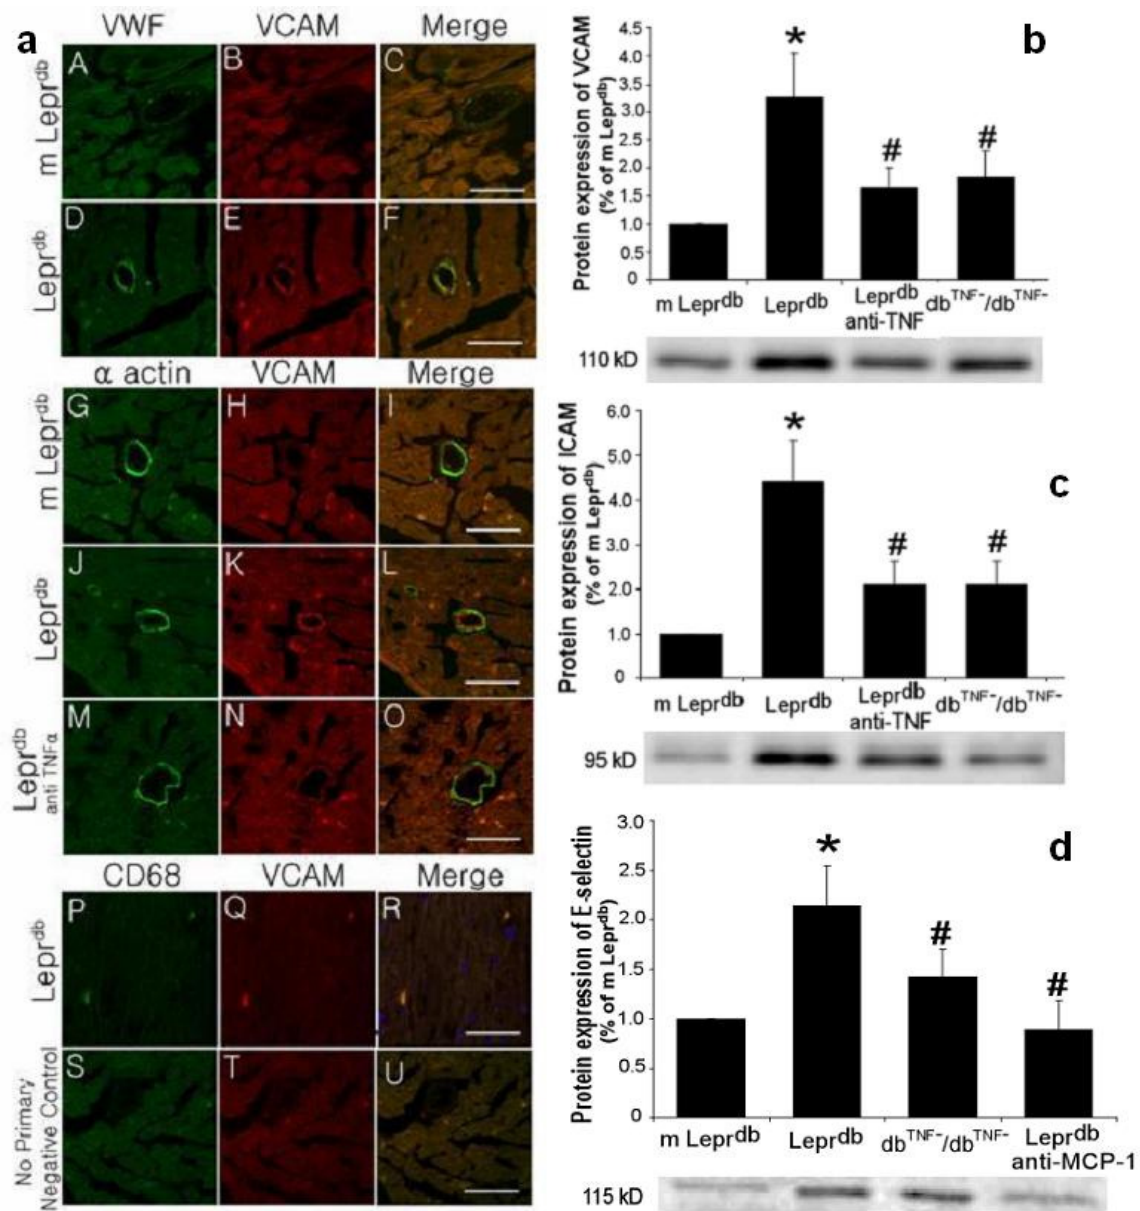 a
VWF VCAM Merge
m Lepr^db
A B C
Lepr^db
D E F
α actin VCAM Merge
m Lepr^db
G H I
Lepr^db
J K L
Lepr^db
anti TNFα
M N O
CD68 VCAM Merge
Lepr^db
P Q R
No Primary
Negative Control
S T U
b
Protein expression of VCAM
(% of m Lepr^db)
4.5
4.0
3.5
3.0
2.5
2.0
1.5
1.0
0.5
0
* # #
m Lepr^db Lepr^db Lepr^db db^TNF-/db^TNF-
anti-TNF
110 kD
c
Protein expression of ICAM
(% of m Lepr^db)
6.0
5.0
4.0
3.0
2.0
1.0
0
* # #
m Lepr^db Lepr^db Lepr^db db^TNF-/db^TNF-
anti-TNF
95 kD
d
Protein expression of E-selectin
(% of m Lepr^db)
3.0
2.5
2.0
1.5
1.0
0.5
0
* # #
m Lepr^db Lepr^db db^TNF-/db^TNF- Lepr^db
anti-MCP-1
115 kD